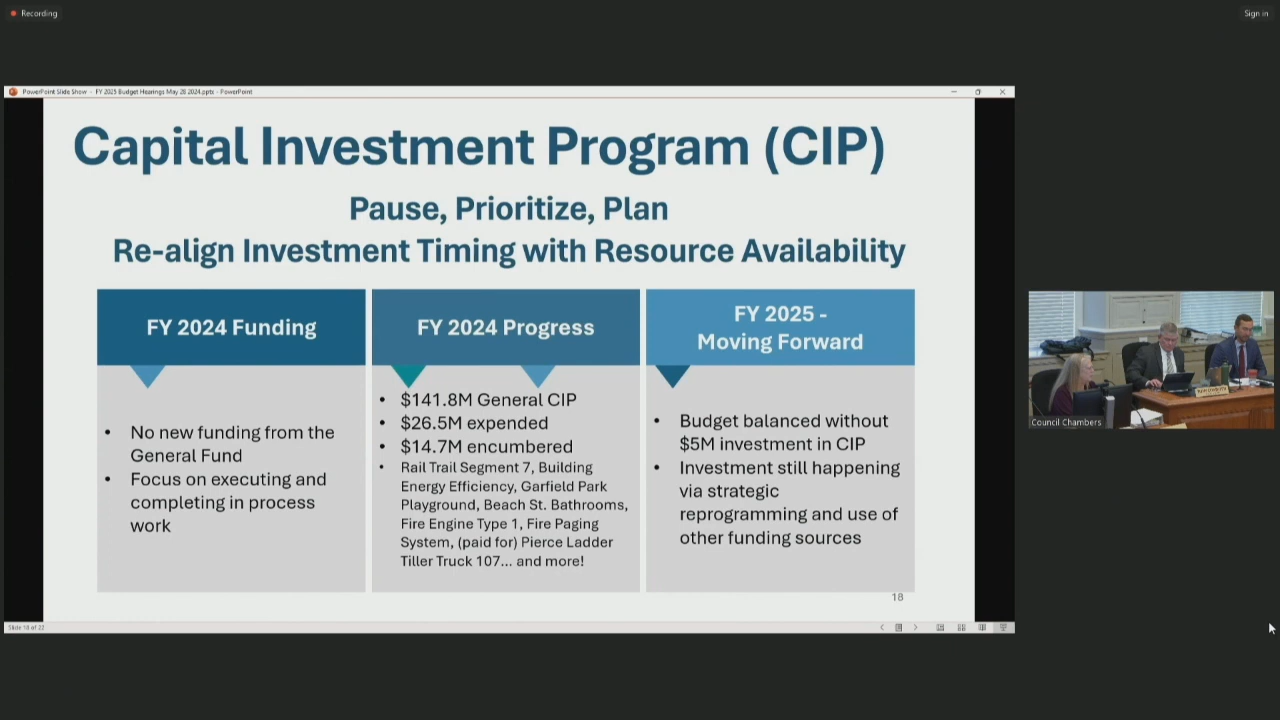 Recording
Sign in
PowerPoint Slide Show - FY 2025 Budget Hearings May 28 2024.pptx - PowerPoint
Capital Investment Program (CIP)
Pause, Prioritize, Plan
Re-align Investment Timing with Resource Availability
FY 2024 Funding
• No new funding from the
General Fund
• Focus on executing and
completing in process
work
FY 2024 Progress
• $141.8M General CIP
• $26.5M expended
• $14.7M encumbered
• Rail Trail Segment 7, Building
Energy Efficiency, Garfield Park
Playground, Beach St. Bathrooms,
Fire Engine Type 1, Fire Paging
System, (paid for) Pierce Ladder
Tiller Truck 107... and more!
FY 2025 -
Moving Forward
• Budget balanced without
$5M investment in CIP
• Investment still happening
via strategic
reprogramming and use of
other funding sources
18
Slide 18 of 22
Council Chambers